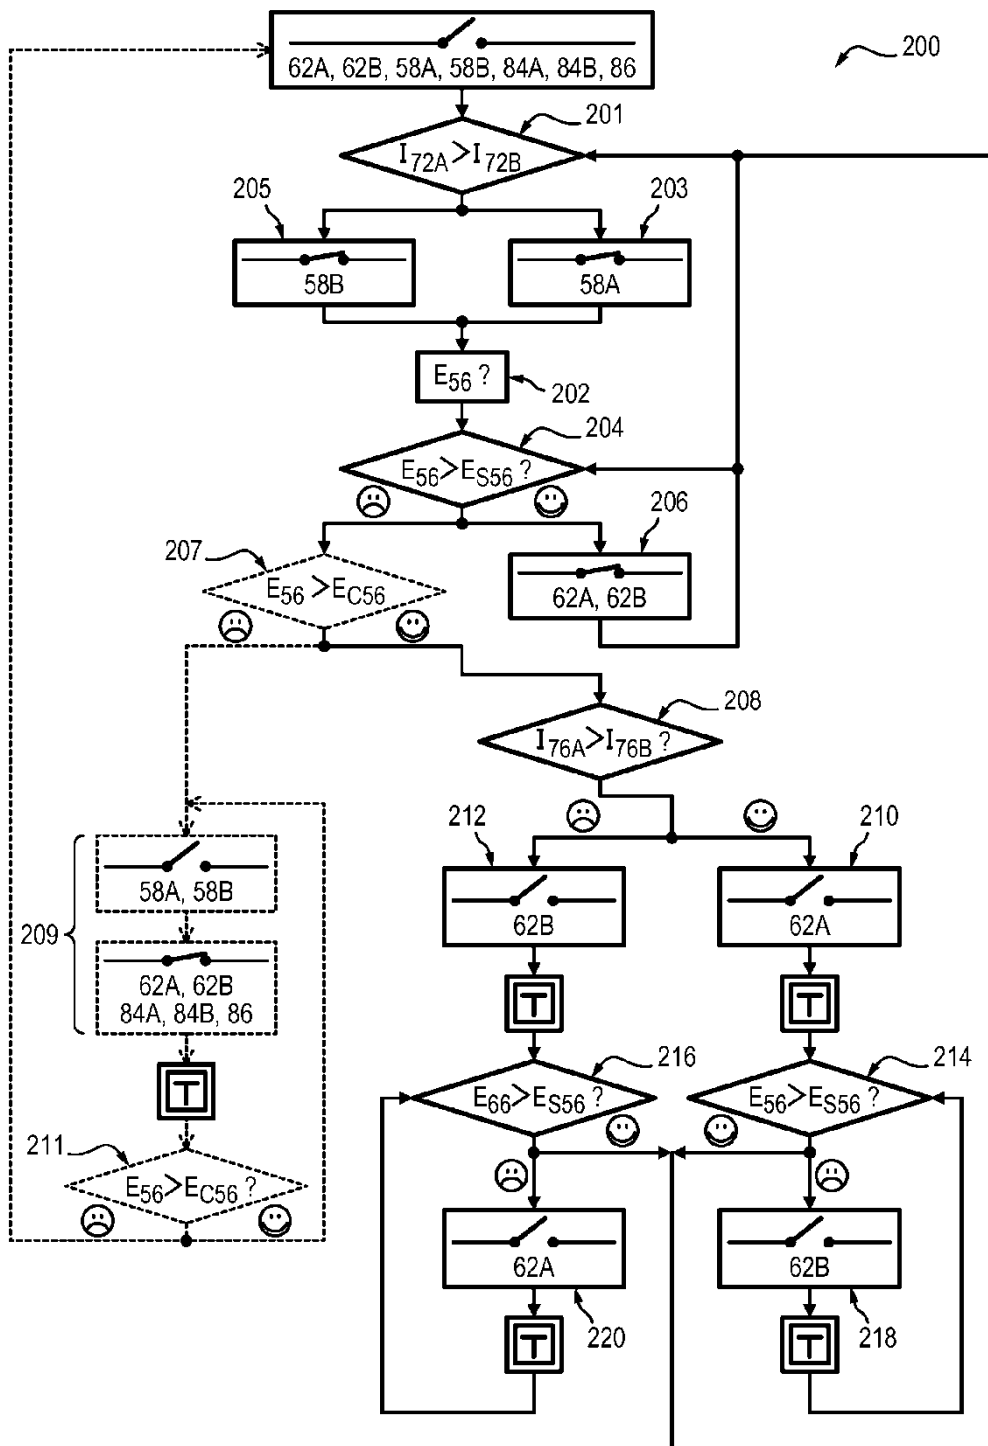 62A, 62B, 58A, 58B, 84A, 84B, 86
200
201
I72A>I72B
205
203
58B
58A
E56 ?
202
204
E56>ES56 ?
206
207
E56 >EC56
62A, 62B
208
I76A>I76B ?
212
210
58A, 58B
62B
62A
209
62A, 62B
84A, 84B, 86
T
T
T
216
214
E66>ES56 ?
E56>ES56 ?
211
E56>EC56 ?
62A
62B
220
218
T
T